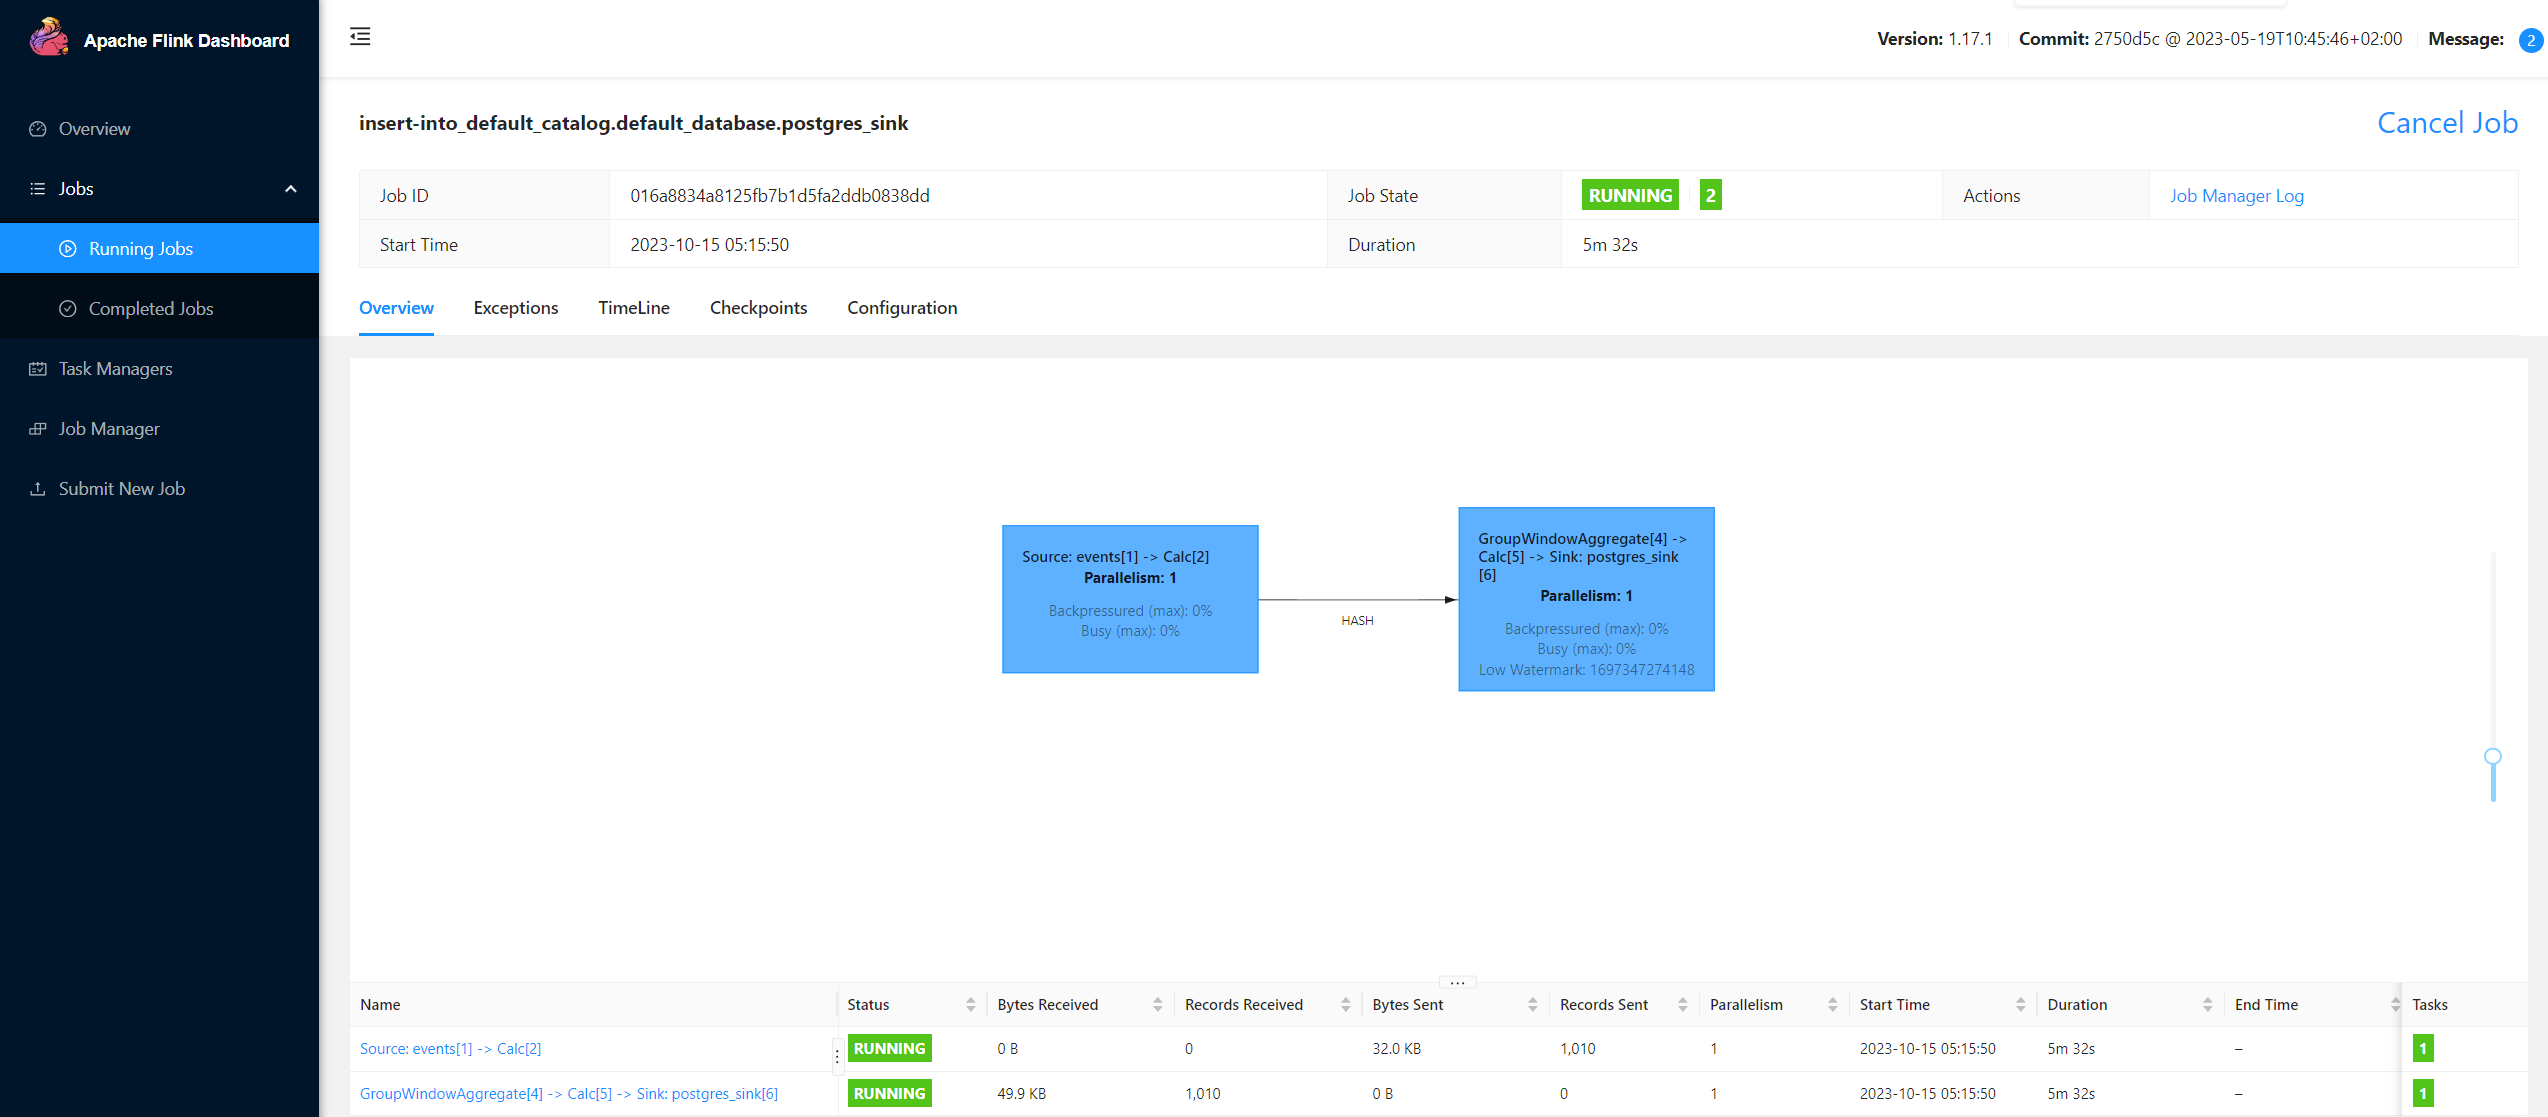 Apache Flink Dashboard
Version: 1.17.1 Commit: 2750d5c @ 2023-05-19T10:45:46+02:00 Message: 2
Overview
Jobs
Running Jobs
Completed Jobs
Task Managers
Job Manager
Submit New Job
insert-into_default_catalog.default_database.postgres_sink
Cancel Job
Job ID 016a8834a8125fb7b1d5fa2ddb0838dd Job State RUNNING 2 Actions Job Manager Log
Start Time 2023-10-15 05:15:50 Duration 5m 32s
Overview Exceptions TimeLine Checkpoints Configuration
Source: events[1] -> Calc[2]
Parallelism: 1
Backpressured (max): 0%
Busy (max): 0%
HASH
GroupWindowAggregate[4] ->
Calc[5] -> Sink: postgres_sink
[6]
Parallelism: 1
Backpressured (max): 0%
Busy (max): 0%
Low Watermark: 1697347274148
Name Status Bytes Received Records Received Bytes Sent Records Sent Parallelism Start Time Duration End Time Tasks
Source: events[1] -> Calc[2] RUNNING 0 B 0 32.0 KB 1,010 1 2023-10-15 05:15:50 5m 32s – 1
GroupWindowAggregate[4] -> Calc[5] -> Sink: postgres_sink[6] RUNNING 49.9 KB 1,010 0 B 0 1 2023-10-15 05:15:50 5m 32s – 1